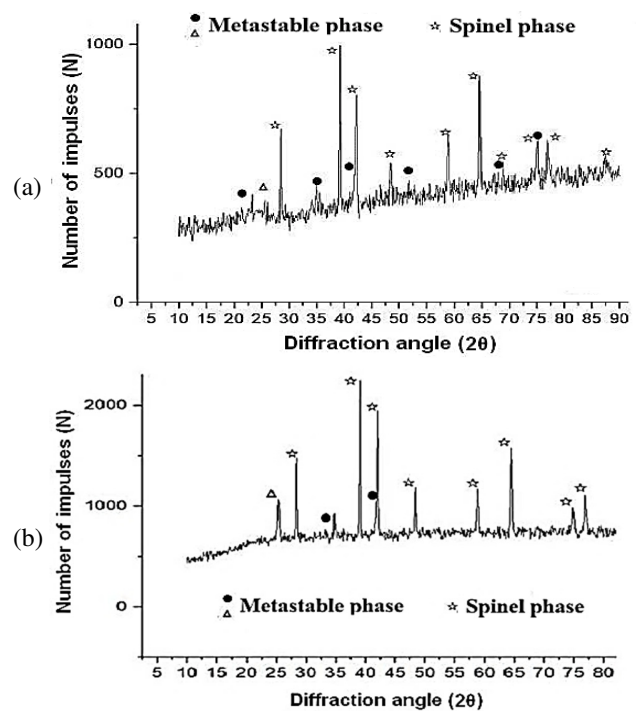 ● Metastable phase ☆ Spinel phase
△
(a)
Number of impulses (N)
1000
500
0
5 10 15 20 25 30 35 40 45 50 55 60 65 70 75 80 85 90
Diffraction angle (2θ)
(b)
Number of impulses (N)
2000
1000
0
● Metastable phase ☆ Spinel phase
△
5 10 15 20 25 30 35 40 45 50 55 60 65 70 75 80
Diffraction angle (2θ)